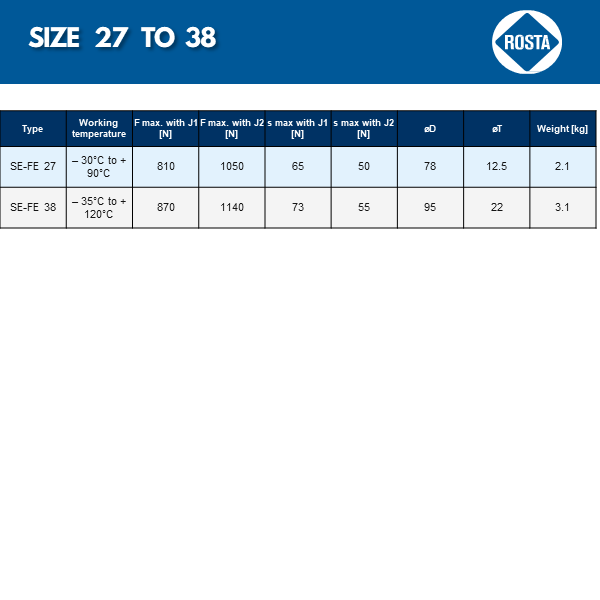 SIZE 27 TO 38
ROSTA
Type Working temperature F max. with J1 [N] F max. with J2 [N] s max with J1 [N] s max with J2 [N] øD øT Weight [kg]
SE-FE 27 – 30°C to + 90°C 810 1050 65 50 78 12.5 2.1
SE-FE 38 – 35°C to + 120°C 870 1140 73 55 95 22 3.1